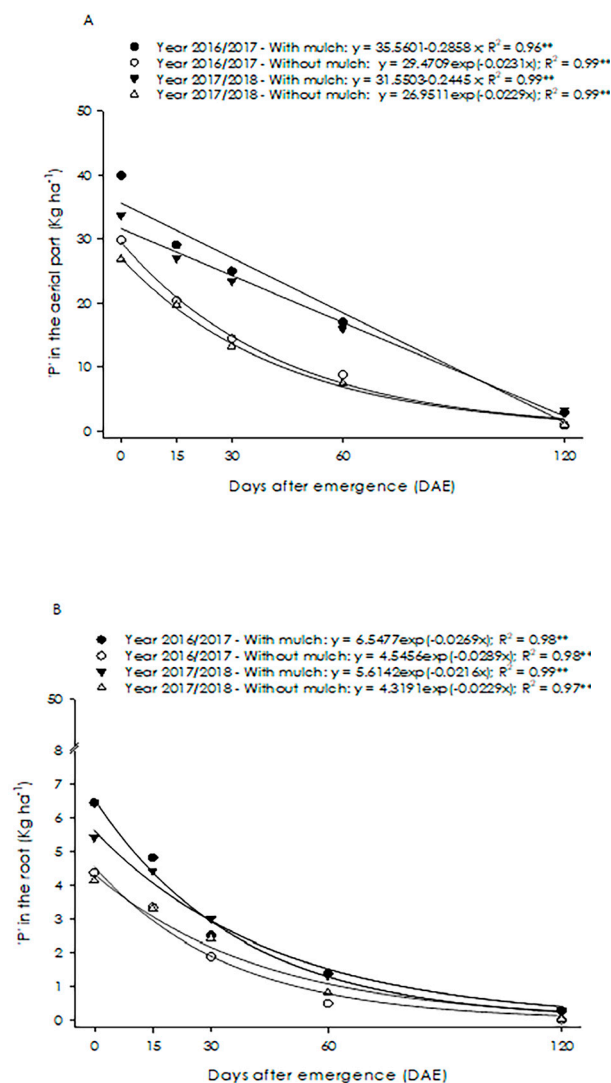 A
Year 2016/2017 - With mulch: y = 35.5601-0.2858 x; R² = 0.96**
Year 2016/2017 - Without mulch: y = 29.4709exp(-0.0231x); R² = 0.99**
Year 2017/2018 - With mulch: y = 31.5503-0.2445 x; R² = 0.99**
Year 2017/2018 - Without mulch: y = 26.9511exp(-0.0229x); R² = 0.99**
50
40
30
20
10
0
'P' in the aerial part (Kg ha⁻¹)
0 15 30 60 120
Days after emergence (DAE)
B
Year 2016/2017 - With mulch: y = 6.5477exp(-0.0269x); R² = 0.98**
Year 2016/2017 - Without mulch: y = 4.5456exp(-0.0289x); R² = 0.98**
Year 2017/2018 - With mulch: y = 5.6142exp(-0.0216x); R² = 0.99**
Year 2017/2018 - Without mulch: y = 4.3191exp(-0.0229x); R² = 0.97**
50
8
7
6
5
4
3
2
1
0
'P' in the root (Kg ha⁻¹)
0 15 30 60 120
Days after emergence (DAE)